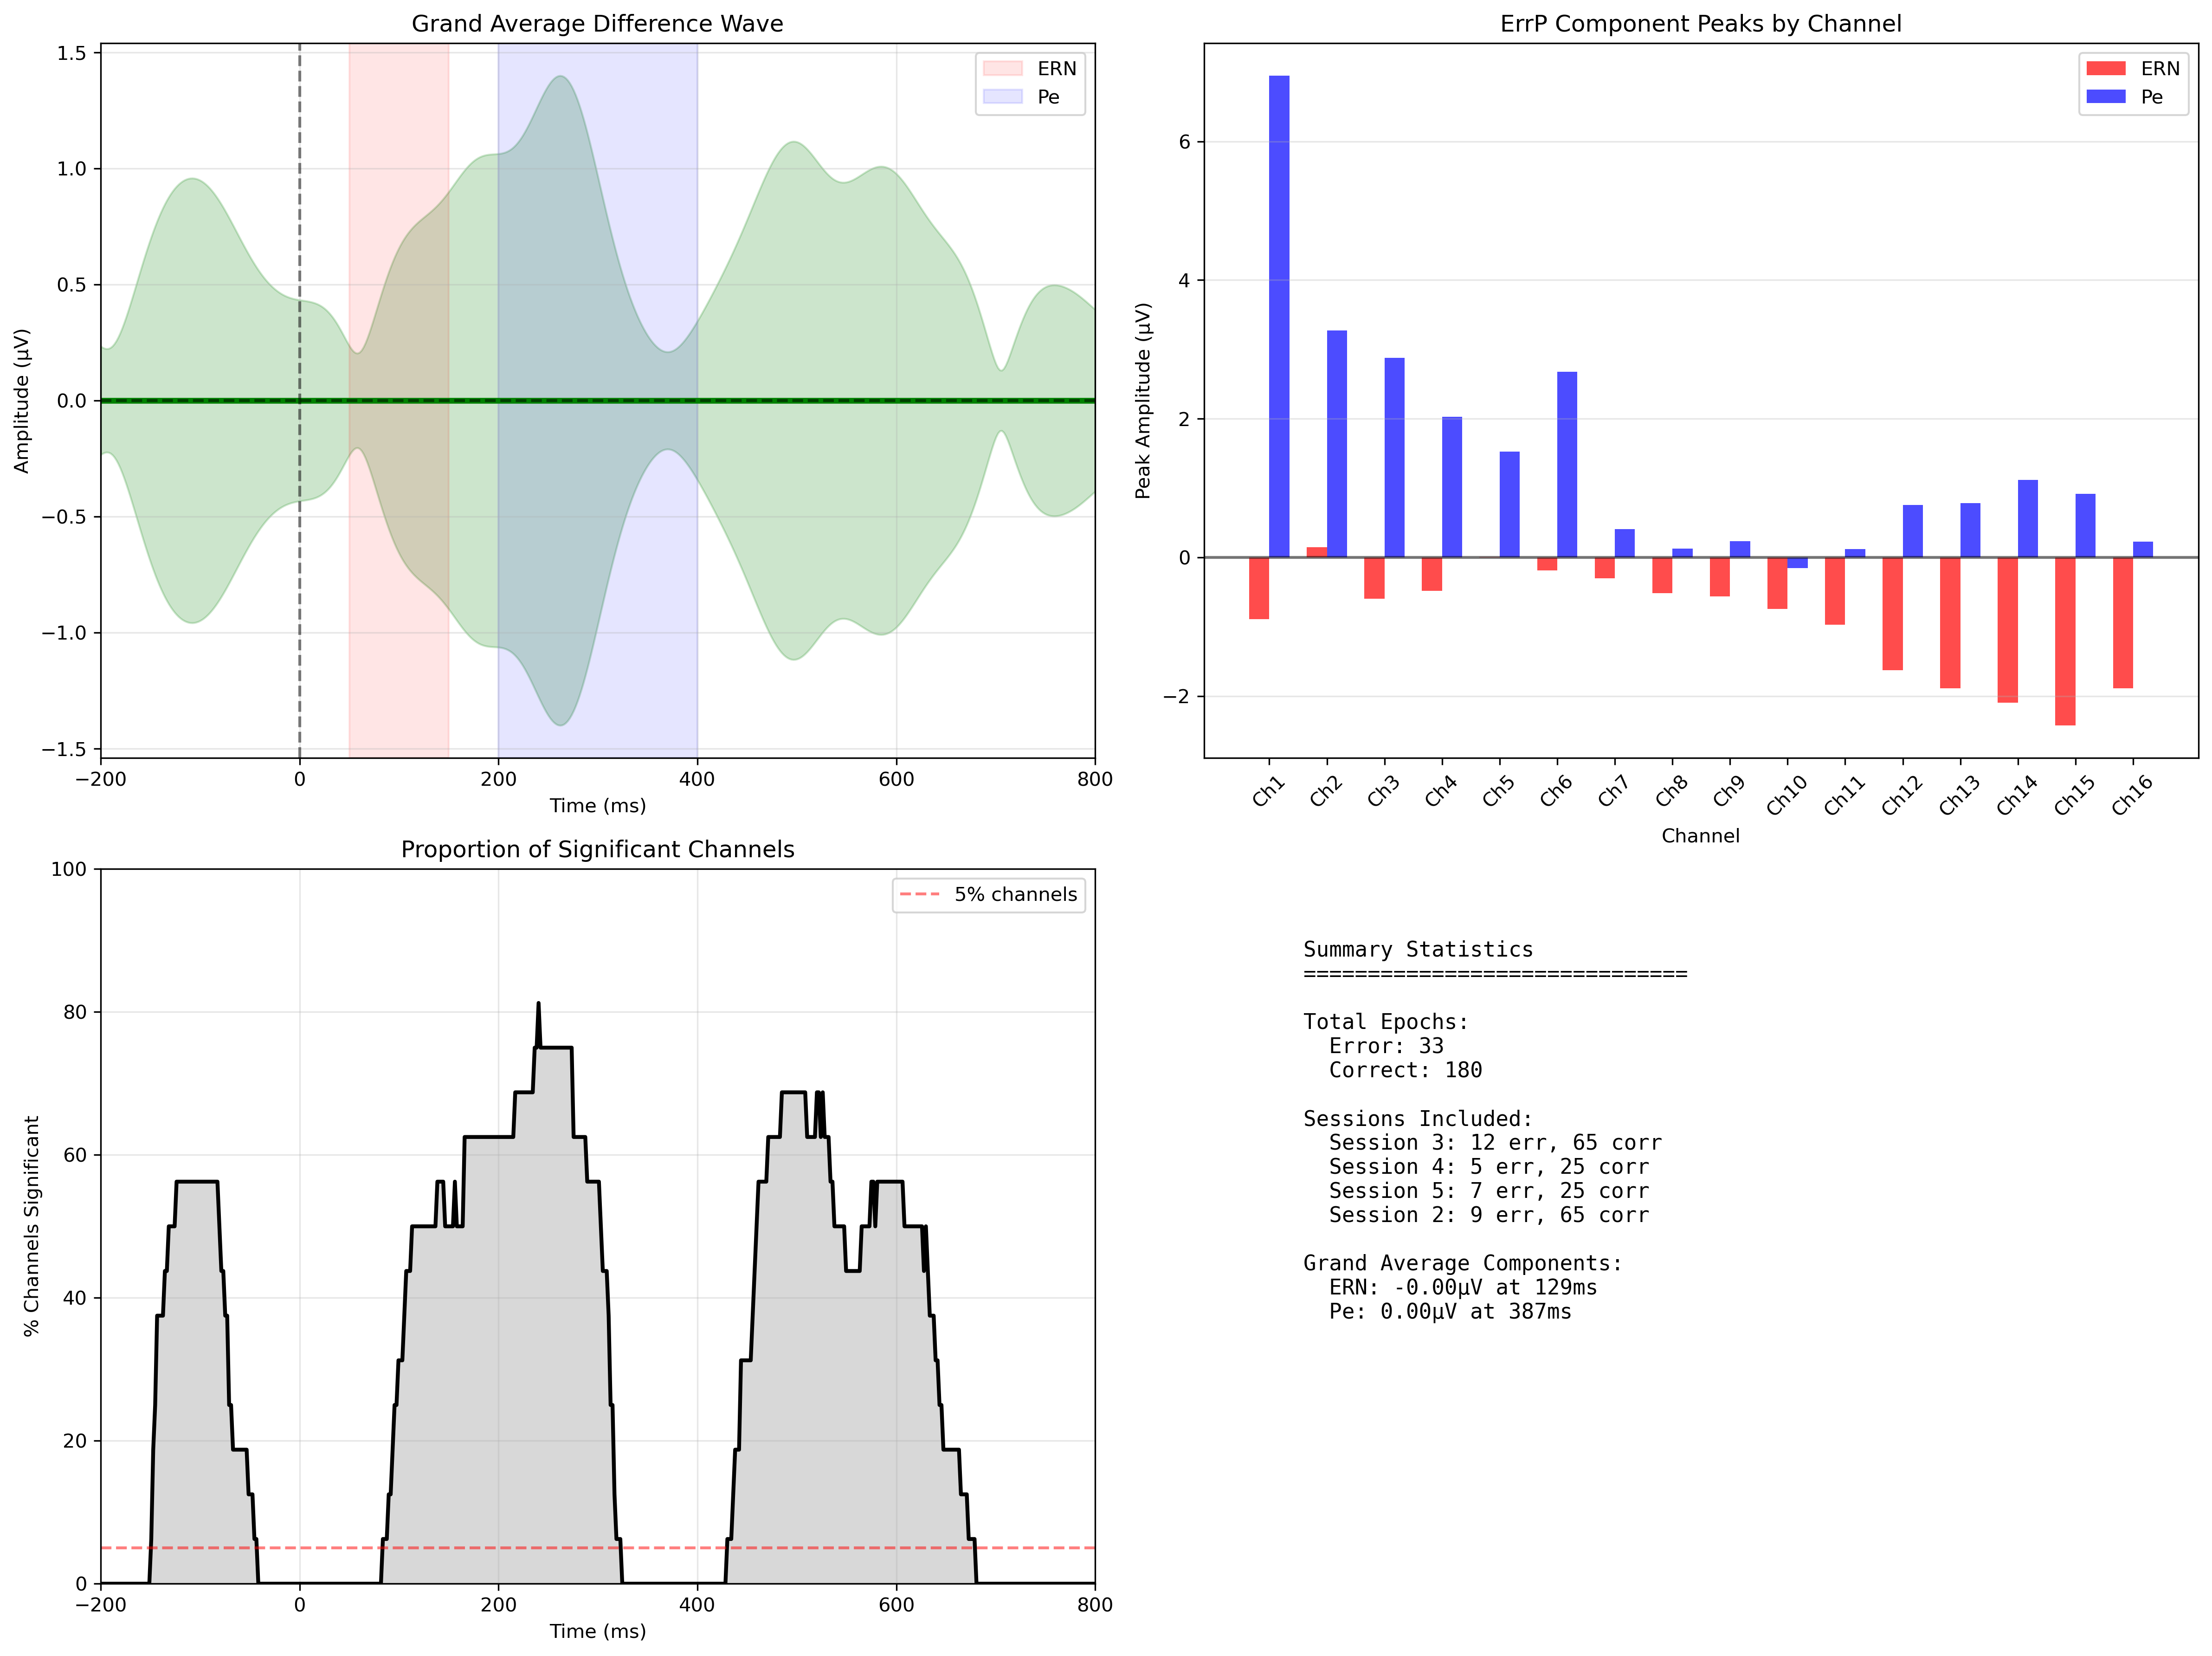 Grand Average Difference Wave
1.5
1.0
0.5
0.0
−0.5
−1.0
−1.5
Amplitude (μV)
ERN
Pe
−200
0
200
400
600
800
Time (ms)
ErrP Component Peaks by Channel
6
4
2
0
−2
Peak Amplitude (μV)
ERN
Pe
Ch1
Ch2
Ch3
Ch4
Ch5
Ch6
Ch7
Ch8
Ch9
Ch10
Ch11
Ch12
Ch13
Ch14
Ch15
Ch16
Channel
Proportion of Significant Channels
100
80
60
40
20
0
% Channels Significant
5% channels
−200
0
200
400
600
800
Time (ms)
Summary Statistics
==============================
Total Epochs:
Error: 33
Correct: 180
Sessions Included:
Session 3: 12 err, 65 corr
Session 4: 5 err, 25 corr
Session 5: 7 err, 25 corr
Session 2: 9 err, 65 corr
Grand Average Components:
ERN: -0.00μV at 129ms
Pe: 0.00μV at 387ms